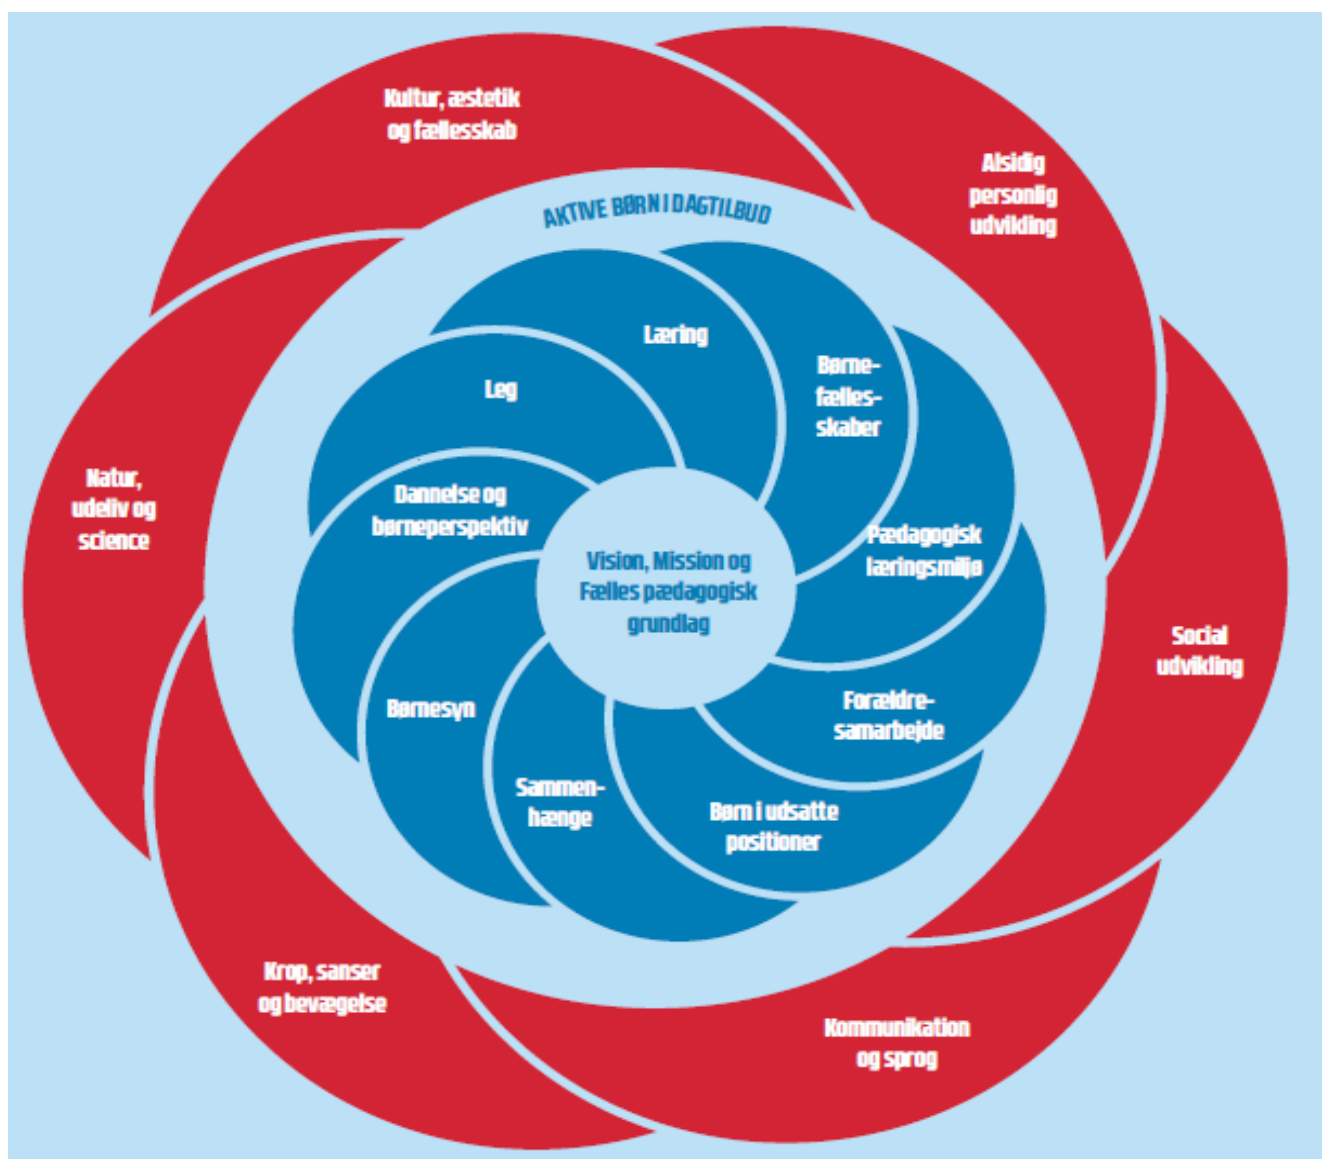 Kultur, æstetik
og fællesskab
Alsidig
personlig
udvikling
AKTIVE BØRN I DAGTILBUD
Læring
Børne-
fælles-
skaber
Leg
Natur,
udeliv og
science
Dannelse og
børneperspektiv
Pædagogisk
læringsmiljø
Vision, Mission og
Fælles pædagogisk
grundlag
Social
udvikling
Børnesyn
Forældre-
samarbejde
Sammen-
hænge
Børn i udsatte
positioner
Krop, sanser
og bevægelse
Kommunikation
og sprog